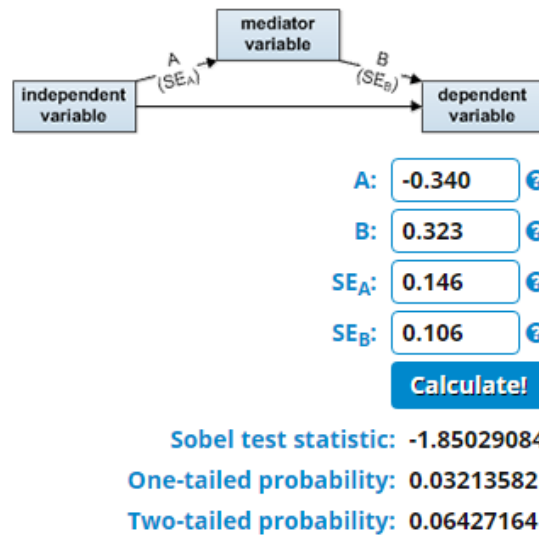 mediator
variable
A
(SEA)
B
(SEB)
independent
variable
dependent
variable
A: -0.340 ?
B: 0.323 ?
SEA: 0.146 ?
SEB: 0.106 ?
Calculate!
Sobel test statistic: -1.85029084
One-tailed probability: 0.03213582
Two-tailed probability: 0.06427164